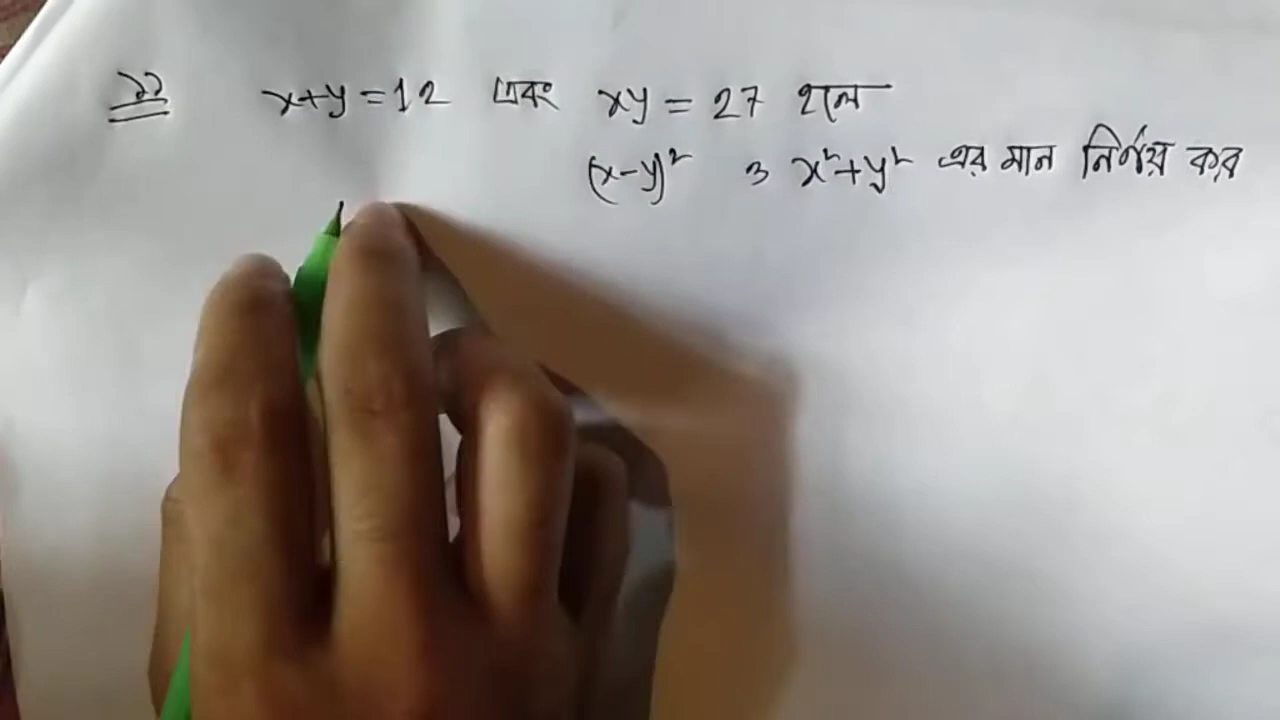 ১১ x+y = 12 এবং xy = 27 হলে
(x-y)² ও x²+y² এর মান নির্ণয় কর